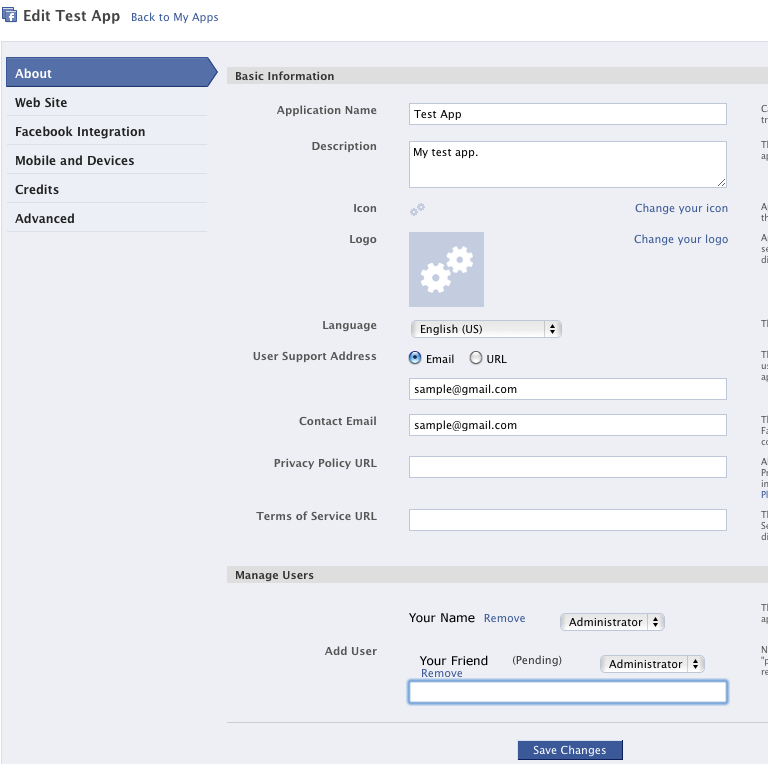 Edit Test App Back to My Apps
About
Web Site
Facebook Integration
Mobile and Devices
Credits
Advanced
Basic Information
Application Name Test App
Description My test app.
Icon Change your icon
Logo Change your logo
Language English (US)
User Support Address Email URL
sample@gmail.com
Contact Email sample@gmail.com
Privacy Policy URL
Terms of Service URL
Manage Users
Your Name Remove Administrator
Add User
Your Friend (Pending) Administrator
Remove
Save Changes